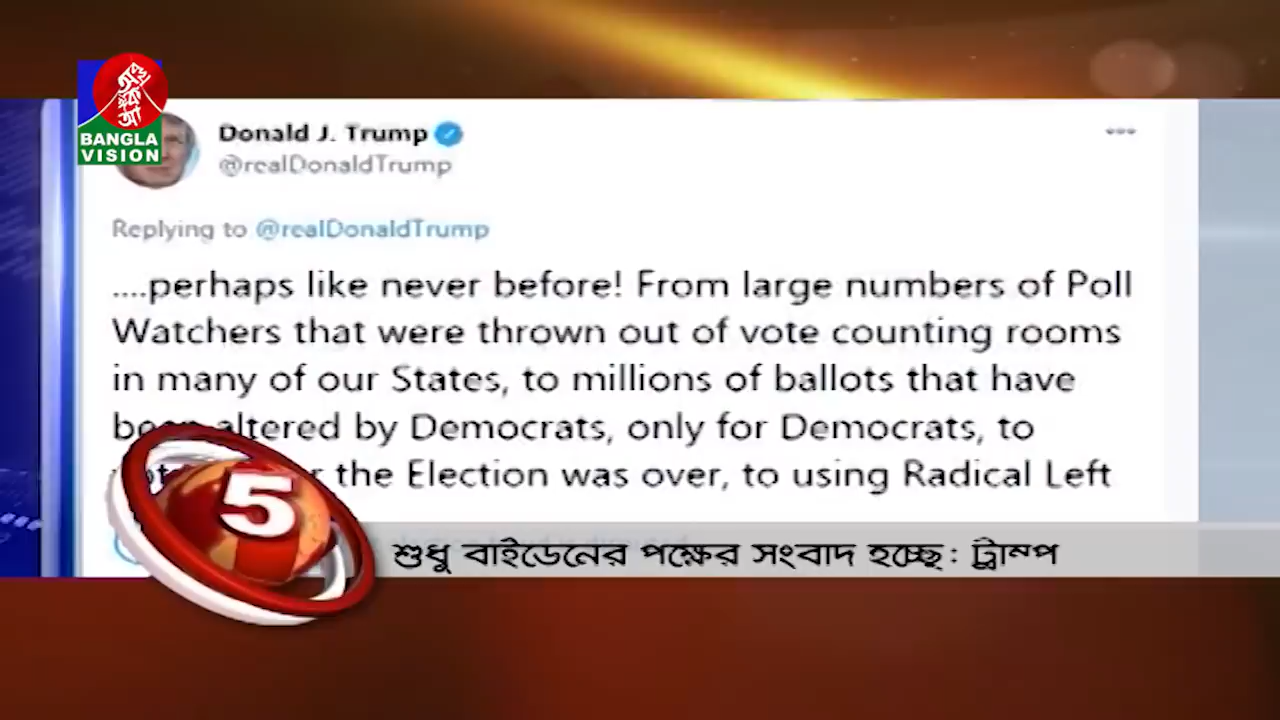 BANGLA
VISION
Donald J. Trump
@realDonaldTrump
Replying to @realDonaldTrump
....perhaps like never before! From large numbers of Poll
Watchers that were thrown out of vote counting rooms
in many of our States, to millions of ballots that have
been altered by Democrats, only for Democrats, to
the Election was over, to using Radical Left
5
শুধু বাইডেনের পক্ষের সংবাদ হচ্ছে: ট্রাম্প